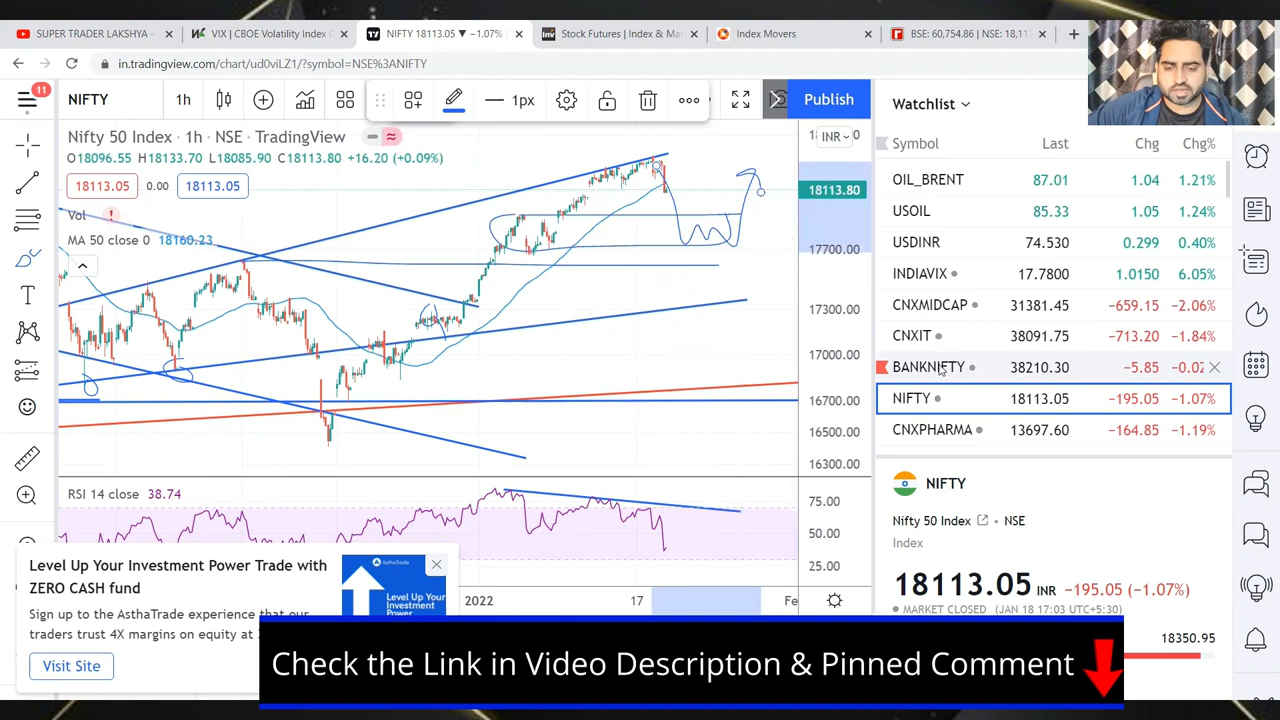 SUPER TRADER LAKSHYA -
VIX | CBOE Volatility Index
NIFTY 18113.05 ▼ −1.07%
Stock Futures | Index & Ma
Index Movers
BSE: 60,754.86 | NSE: 18,11
in.tradingview.com/chart/ud0viLZ1/?symbol=NSE%3ANIFTY
11
NIFTY
1h
1px
Publish
Watchlist
Nifty 50 Index · 1h · NSE · TradingView
INR
Symbol
Last
Chg
Chg%
O18096.55 H18133.70 L18085.90 C18113.80 +16.20 (+0.09%)
18113.05
0.00
18113.05
18113.80
Vol
MA 50 close 0 18160.23
17700.00
17300.00
17000.00
16700.00
16500.00
16300.00
OIL_BRENT 87.01 1.04 1.21%
USOIL 85.33 1.05 1.24%
USDINR 74.530 0.299 0.40%
INDIAVIX 17.7800 1.0150 6.05%
CNXMIDCAP 31381.45 −659.15 −2.06%
CNXIT 38091.75 −713.20 −1.84%
BANKNIFTY 38210.30 −5.85 −0.02
NIFTY 18113.05 −195.05 −1.07%
CNXPHARMA 13697.60 −164.85 −1.19%
RSI 14 close 38.74
75.00
50.00
25.00
2022
17
Fe
NIFTY
Nifty 50 Index
NSE
Index
18113.05 INR −195.05 (−1.07%)
MARKET CLOSED (JAN 18 17:03 UTC+5:30)
18350.95
Level Up Your Investment Power Trade with
ZERO CASH fund
Sign up to the AsthaTrade experience that our
traders trust 4X margins on equity at
Visit Site
AsthaTrade
Level Up Your
Investment
Power
Check the Link in Video Description & Pinned Comment